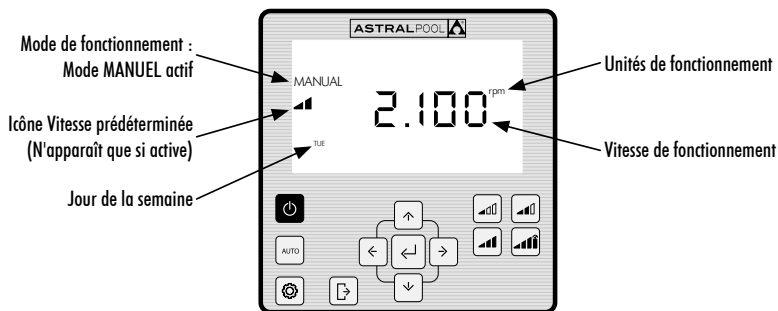 ASTRALPOOL
Mode de fonctionnement :
Mode MANUEL actif
MANUAL
2.100
rpm
Unités de fonctionnement
Icône Vitesse prédéterminée
(N'apparaît que si active)
TUE
Vitesse de fonctionnement
Jour de la semaine
AUTO